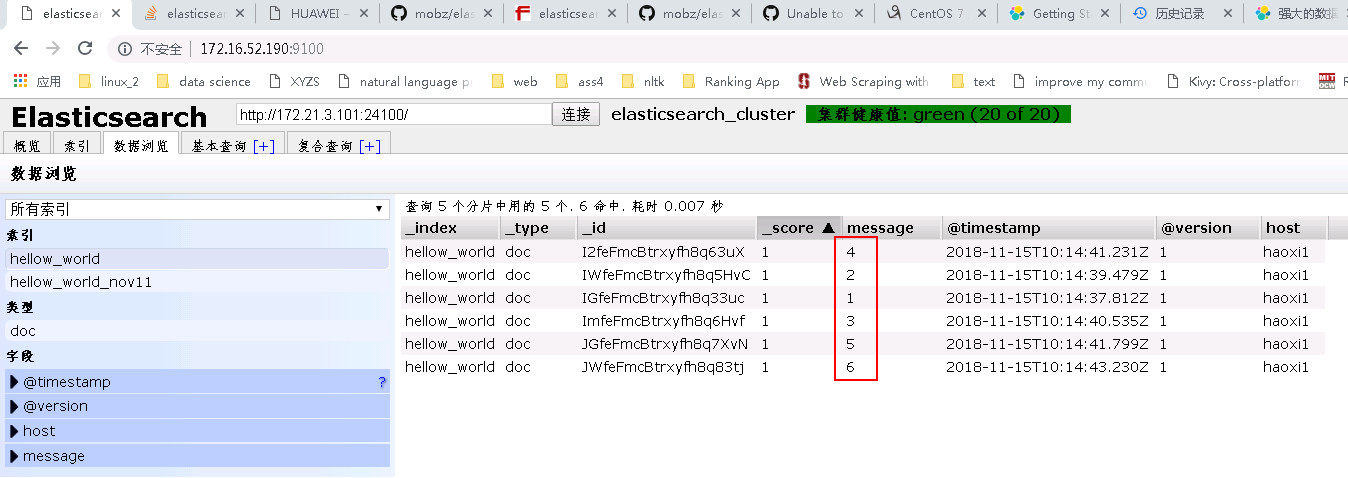 elasticsear elasticsear HUAWEI – mobz/elas elasticsear mobz/elas Unable to CentOS 7 Getting St 历史记录 强大的数据
不安全 | 172.16.52.190:9100
应用 linux_2 data science XYZS natural language pr web ass4 nltk Ranking App Web Scraping with text improve my commu Kivy: Cross-platform RES
Elasticsearch http://172.21.3.101:24100/ 连接 elasticsearch_cluster 集群健康值: green (20 of 20)
概览 索引 数据浏览 基本查询 [+] 复合查询 [+]
数据浏览
所有索引
索引
hellow_world
hellow_world_nov11
类型
doc
字段
@timestamp ?
@version
host
message
查询 5 个分片中用的 5 个. 6 命中. 耗时 0.007 秒
_index _type _id _score ▲ message @timestamp @version host
hellow_world doc I2feFmcBtrxyfh8q63uX 1 4 2018-11-15T10:14:41.231Z 1 haoxi1
hellow_world doc IWfeFmcBtrxyfh8q5HvC 1 2 2018-11-15T10:14:39.479Z 1 haoxi1
hellow_world doc IGfeFmcBtrxyfh8q33uc 1 1 2018-11-15T10:14:37.812Z 1 haoxi1
hellow_world doc ImfeFmcBtrxyfh8q6Hvf 1 3 2018-11-15T10:14:40.535Z 1 haoxi1
hellow_world doc JGfeFmcBtrxyfh8q7XvN 1 5 2018-11-15T10:14:41.799Z 1 haoxi1
hellow_world doc JWfeFmcBtrxyfh8q83tj 1 6 2018-11-15T10:14:43.230Z 1 haoxi1